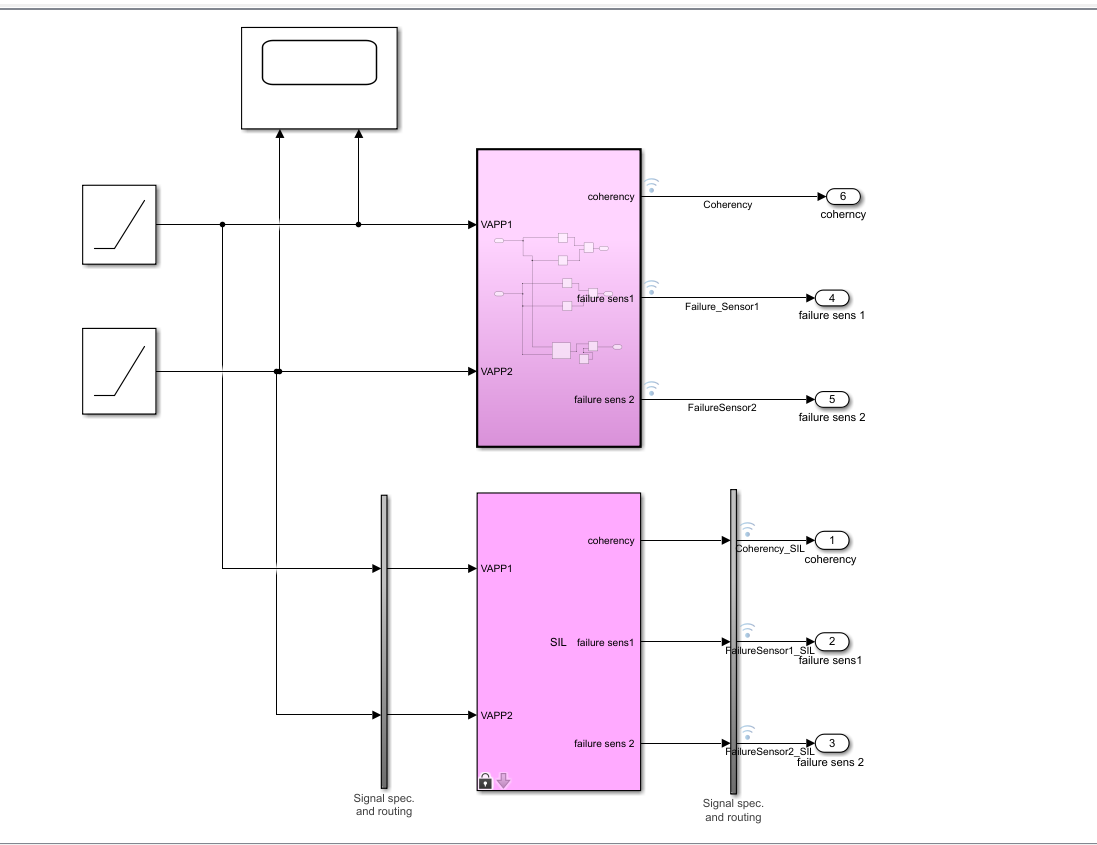 coherency
6
Coherency
coherncy
VAPP1
failure sens1
4
Failure_Sensor1
failure sens 1
VAPP2
failure sens 2
5
FailureSensor2
failure sens 2
coherency
1
Coherency_SIL
coherency
VAPP1
SIL
failure sens1
2
FailureSensor1_SIL
failure sens1
VAPP2
failure sens 2
3
FailureSensor2_SIL
failure sens 2
Signal spec.
and routing
Signal spec.
and routing